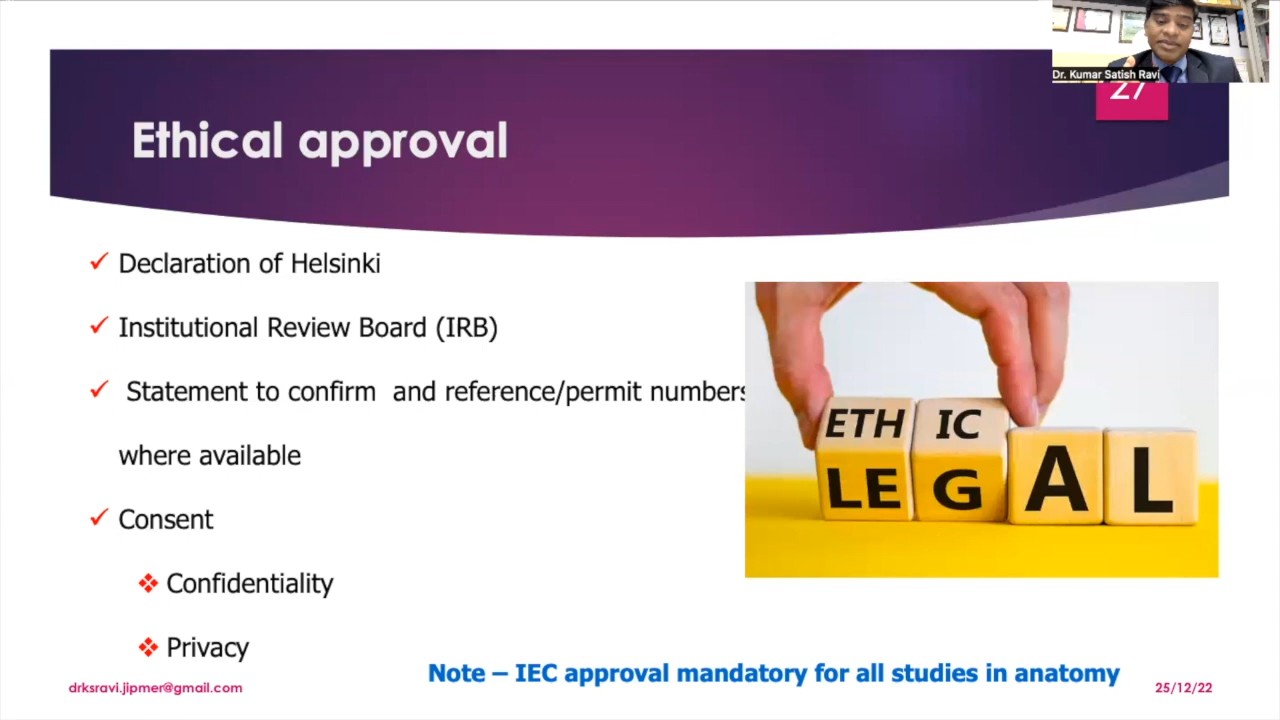 Dr. Kumar Satish Ravi
27
Ethical approval
✓ Declaration of Helsinki
✓ Institutional Review Board (IRB)
✓ Statement to confirm and reference/permit numbers
where available
✓ Consent
❖ Confidentiality
❖ Privacy
ETH IC
LE G A L
Note – IEC approval mandatory for all studies in anatomy
drksravi.jipmer@gmail.com
25/12/22